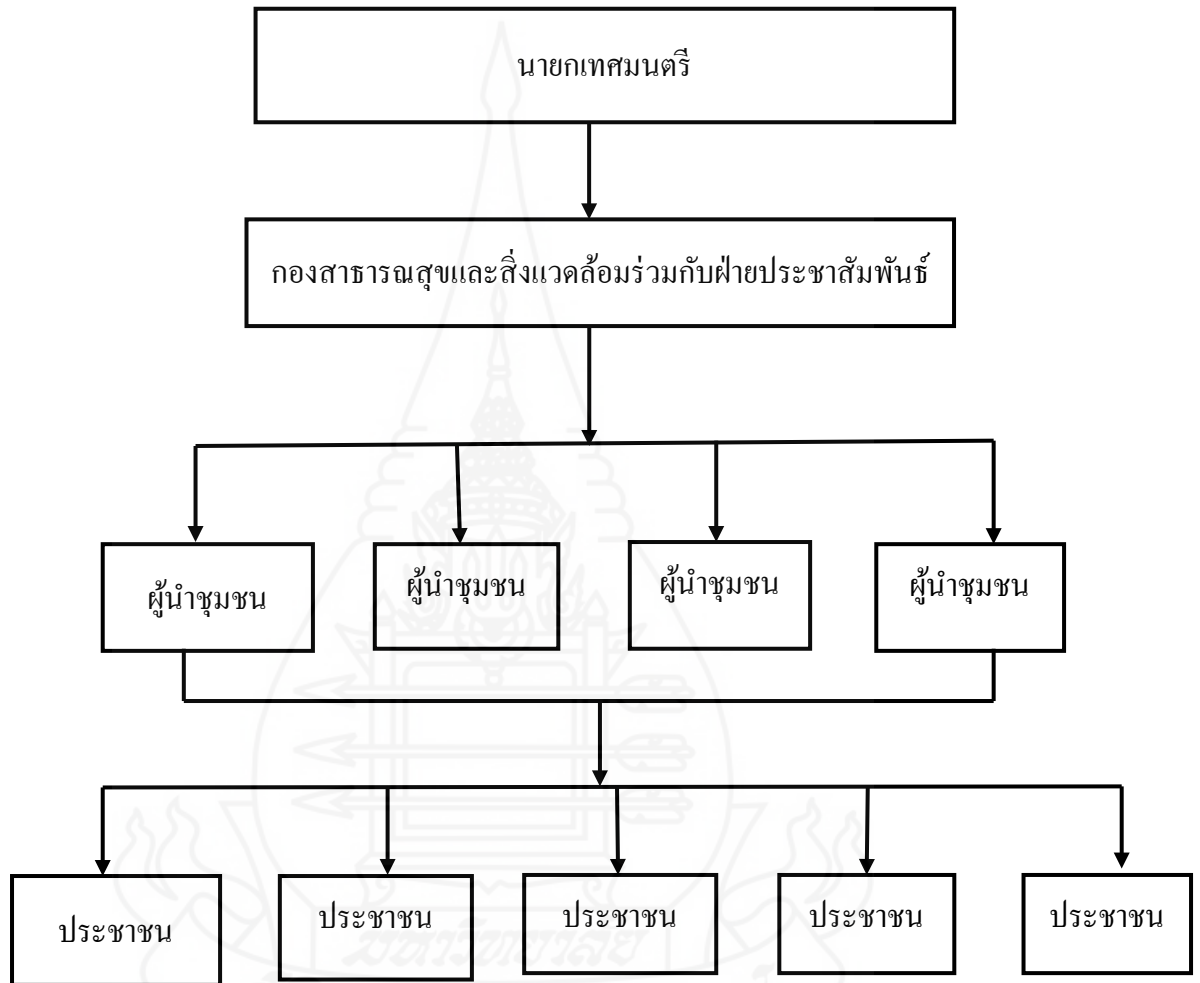 นายกเทศมนตรี
กองสาธารณสุขและสิ่งแวดล้อมร่วมกับฝ่ายประชาสัมพันธ์
ผู้นำชุมชน
ผู้นำชุมชน
ผู้นำชุมชน
ผู้นำชุมชน
ประชาชน
ประชาชน
ประชาชน
ประชาชน
ประชาชน